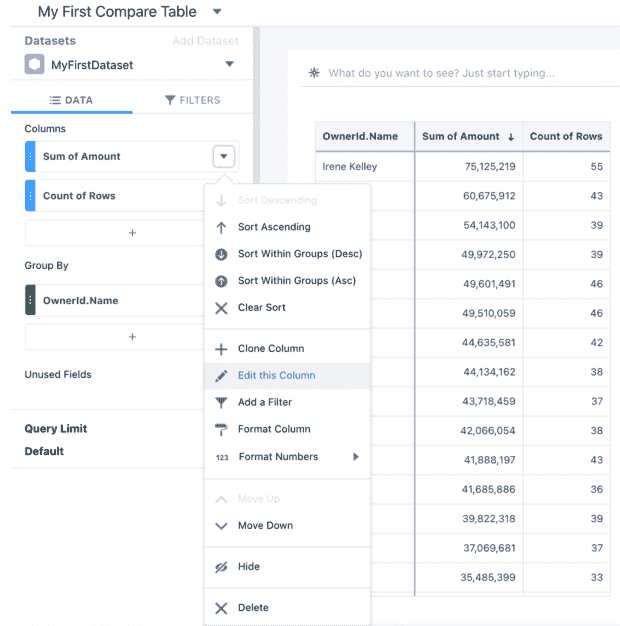 My First Compare Table
Datasets
Add Dataset
MyFirstDataset
DATA
FILTERS
Columns
Sum of Amount
Count of Rows
+
Group By
OwnerId.Name
+
Unused Fields
Query Limit
Default
Sort Descending
Sort Ascending
Sort Within Groups (Desc)
Sort Within Groups (Asc)
Clear Sort
Clone Column
Edit this Column
Add a Filter
Format Column
123 Format Numbers
Move Up
Move Down
Hide
Delete
What do you want to see? Just start typing...
OwnerId.Name Sum of Amount ↓ Count of Rows
Irene Kelley 75,125,219 55
60,675,912 43
54,143,100 39
49,972,250 39
49,601,491 46
49,510,059 46
44,635,581 42
44,134,162 38
43,718,459 37
42,066,054 38
41,888,197 43
41,685,886 36
39,822,318 39
37,069,681 37
35,485,399 33